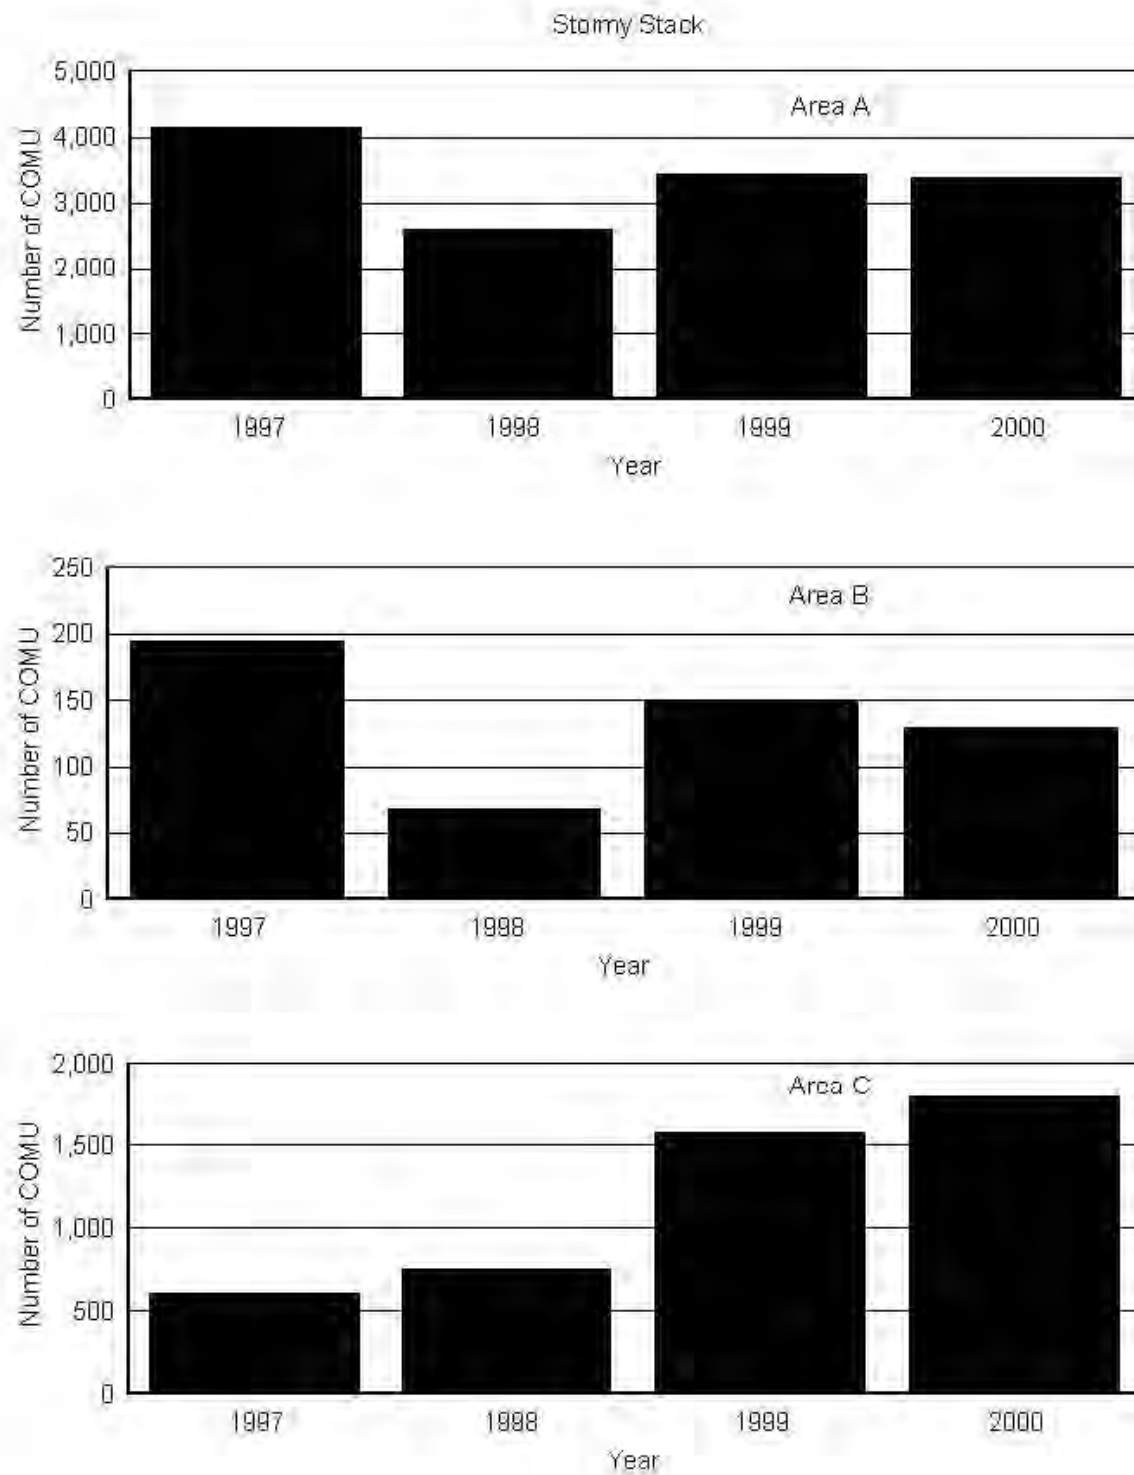 Stormy Stack
5,000
Area A
4,000
3,000
2,000
1,000
0
Number of COMU
1997 1998 1999 2000
Year
250
Area B
200
150
100
50
0
Number of COMU
1997 1998 1999 2000
Year
2,000
Area C
1,500
1,000
500
0
Number of COMU
1997 1998 1999 2000
Year